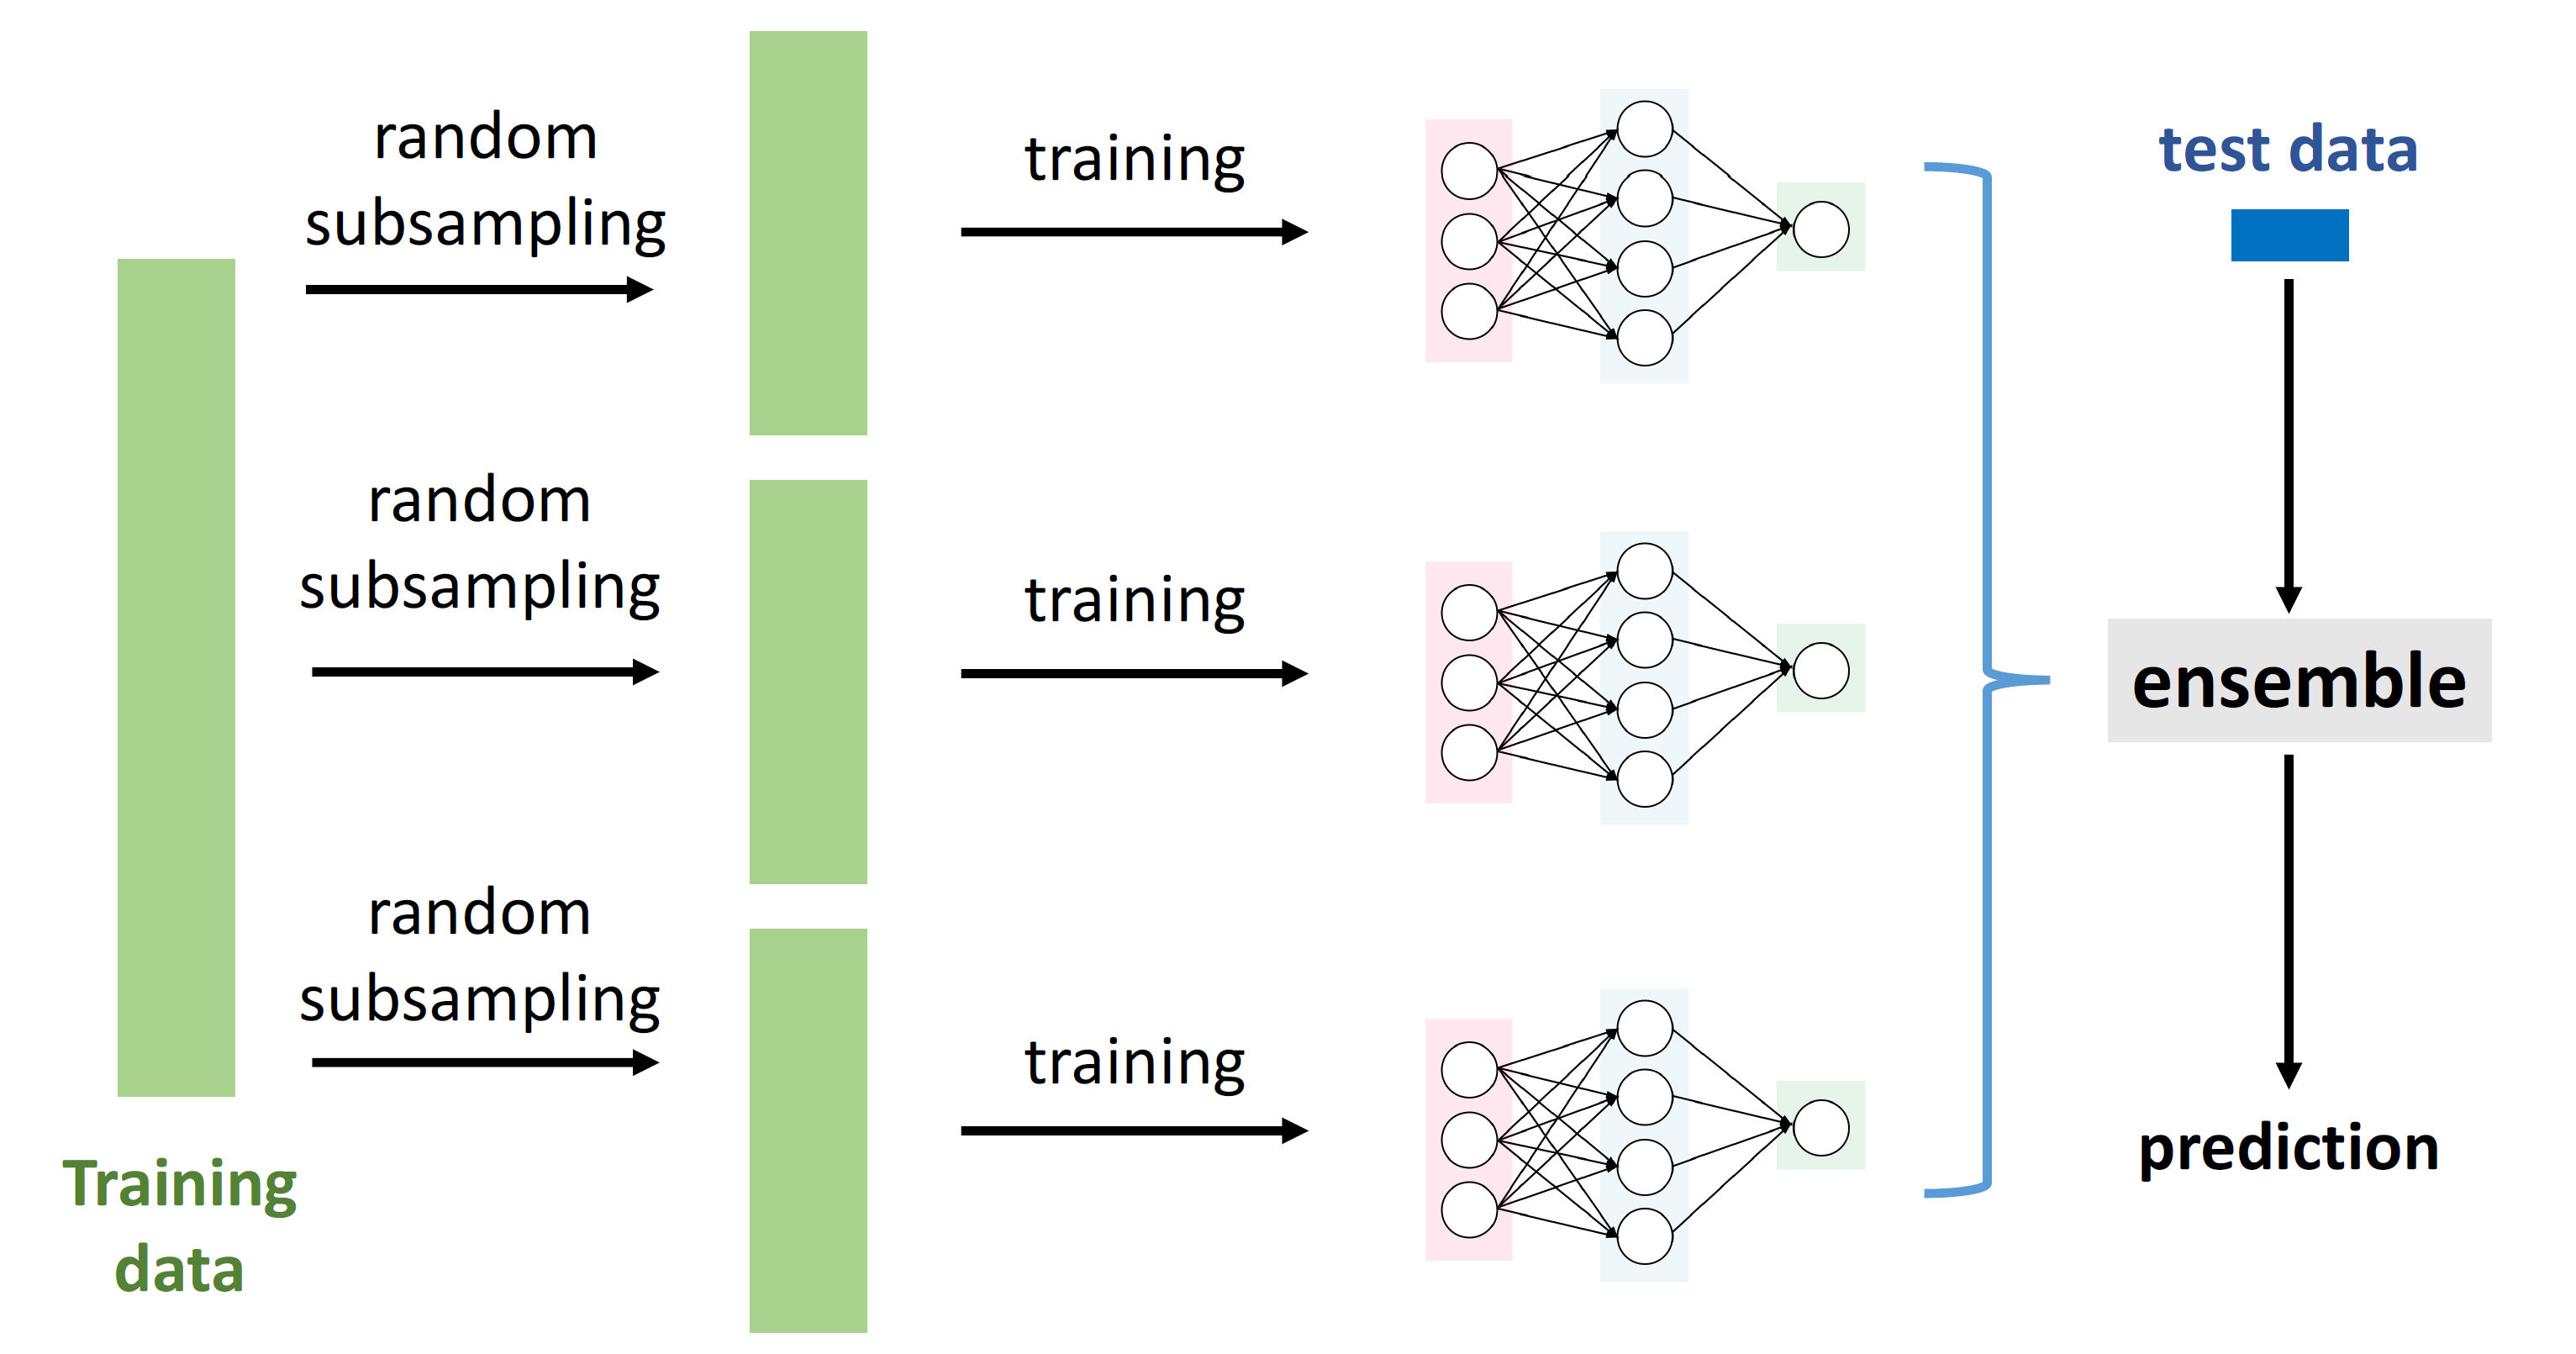 random
subsampling
training
test data
random
subsampling
training
ensemble
random
subsampling
training
prediction
Training
data